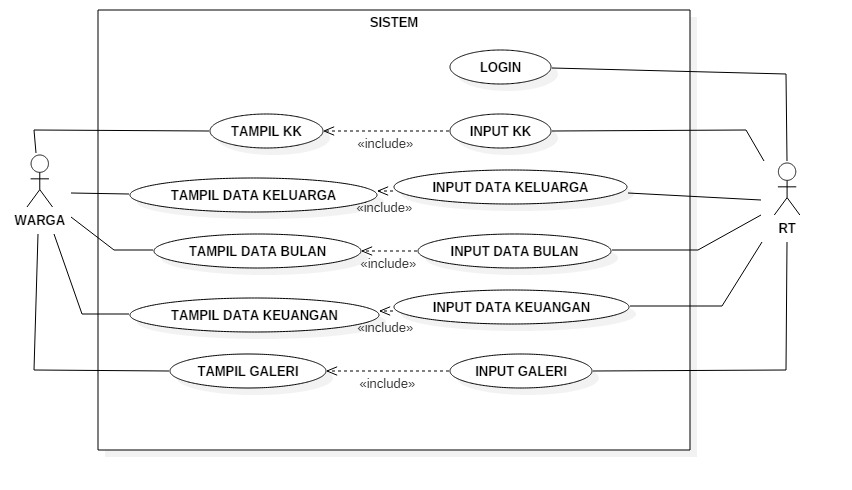 SISTEM
LOGIN
TAMPIL KK
INPUT KK
«include»
TAMPIL DATA KELUARGA
INPUT DATA KELUARGA
«include»
WARGA
RT
TAMPIL DATA BULAN
INPUT DATA BULAN
«include»
TAMPIL DATA KEUANGAN
INPUT DATA KEUANGAN
«include»
TAMPIL GALERI
INPUT GALERI
«include»